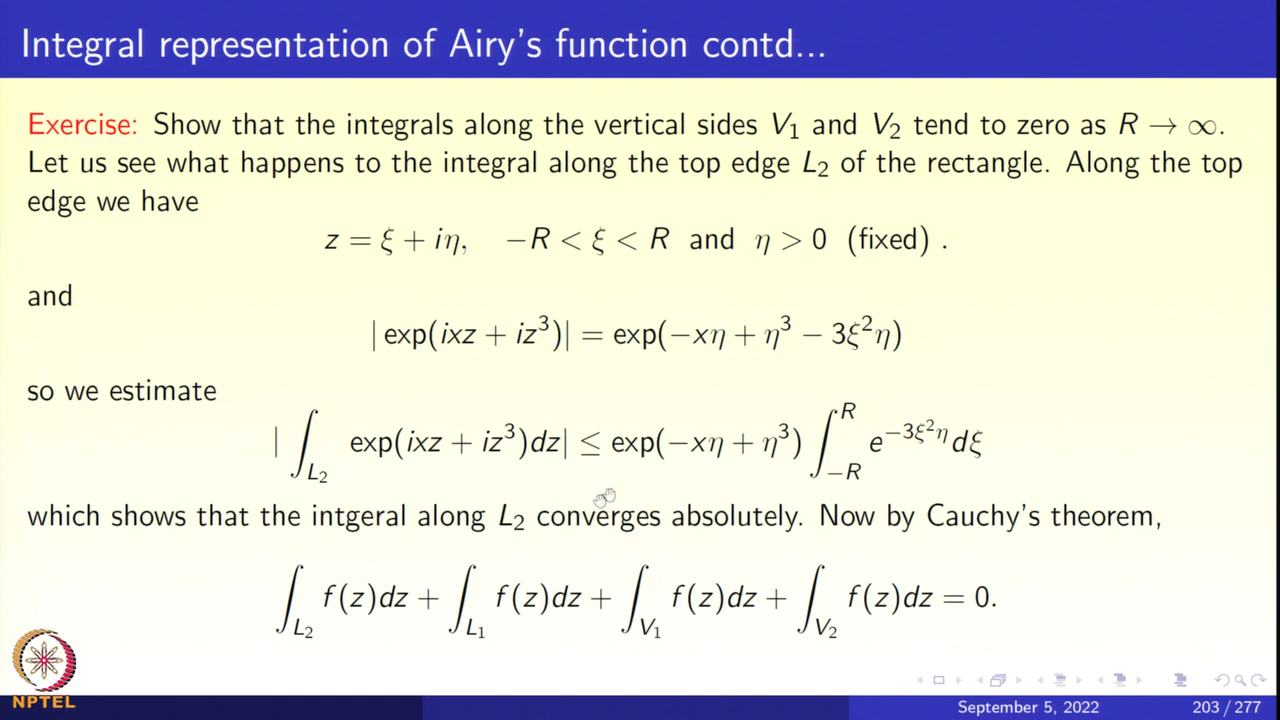 Integral representation of Airy's function contd...
Exercise: Show that the integrals along the vertical sides V₁ and V₂ tend to zero as R → ∞.
Let us see what happens to the integral along the top edge L₂ of the rectangle. Along the top
edge we have
z = ξ + iη, −R < ξ < R and η > 0 (fixed) .
and
| exp(ixz + iz³)| = exp(−xη + η³ − 3ξ²η)
so we estimate
| ∫_{L₂} exp(ixz + iz³)dz| ≤ exp(−xη + η³) ∫_{−R}^{R} e^{−3ξ²η} dξ
which shows that the intgeral along L₂ converges absolutely. Now by Cauchy's theorem,
∫_{L₂} f(z)dz + ∫_{L₁} f(z)dz + ∫_{V₁} f(z)dz + ∫_{V₂} f(z)dz = 0.
NPTEL
September 5, 2022 203 / 277